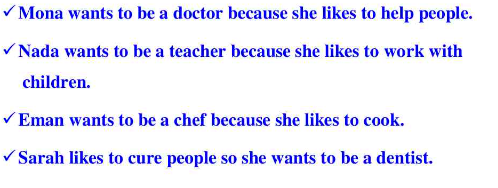 ✓Mona wants to be a doctor because she likes to help people.
✓Nada wants to be a teacher because she likes to work with
children.
✓Eman wants to be a chef because she likes to cook.
✓Sarah likes to cure people so she wants to be a dentist.